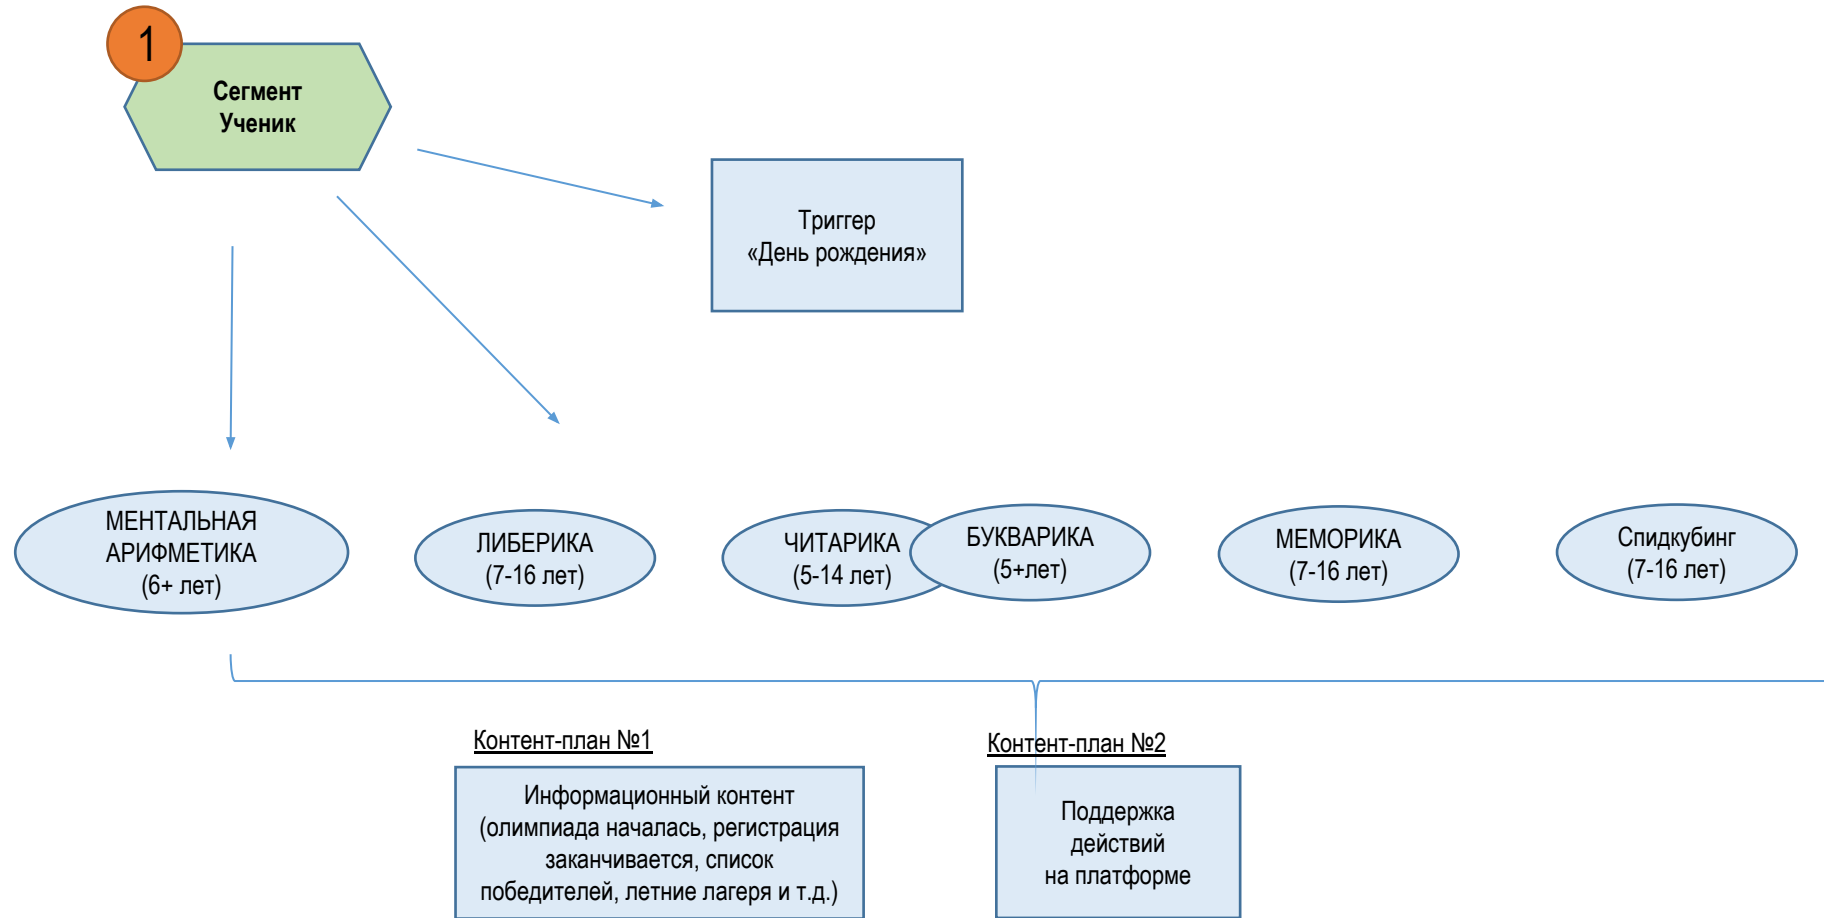 1
Сегмент
Ученик
Триггер
«День рождения»
МЕНТАЛЬНАЯ
АРИФМЕТИКА
(6+ лет)
ЛИБЕРИКА
(7-16 лет)
ЧИТАРИКА
(5-14 лет)
БУКВАРИКА
(5+лет)
МЕМОРИКА
(7-16 лет)
Спидкубинг
(7-16 лет)
Контент-план №1
Информационный контент
(олимпиада началась, регистрация
заканчивается, список
победителей, летние лагеря и т.д.)
Контент-план №2
Поддержка
действий
на платформе